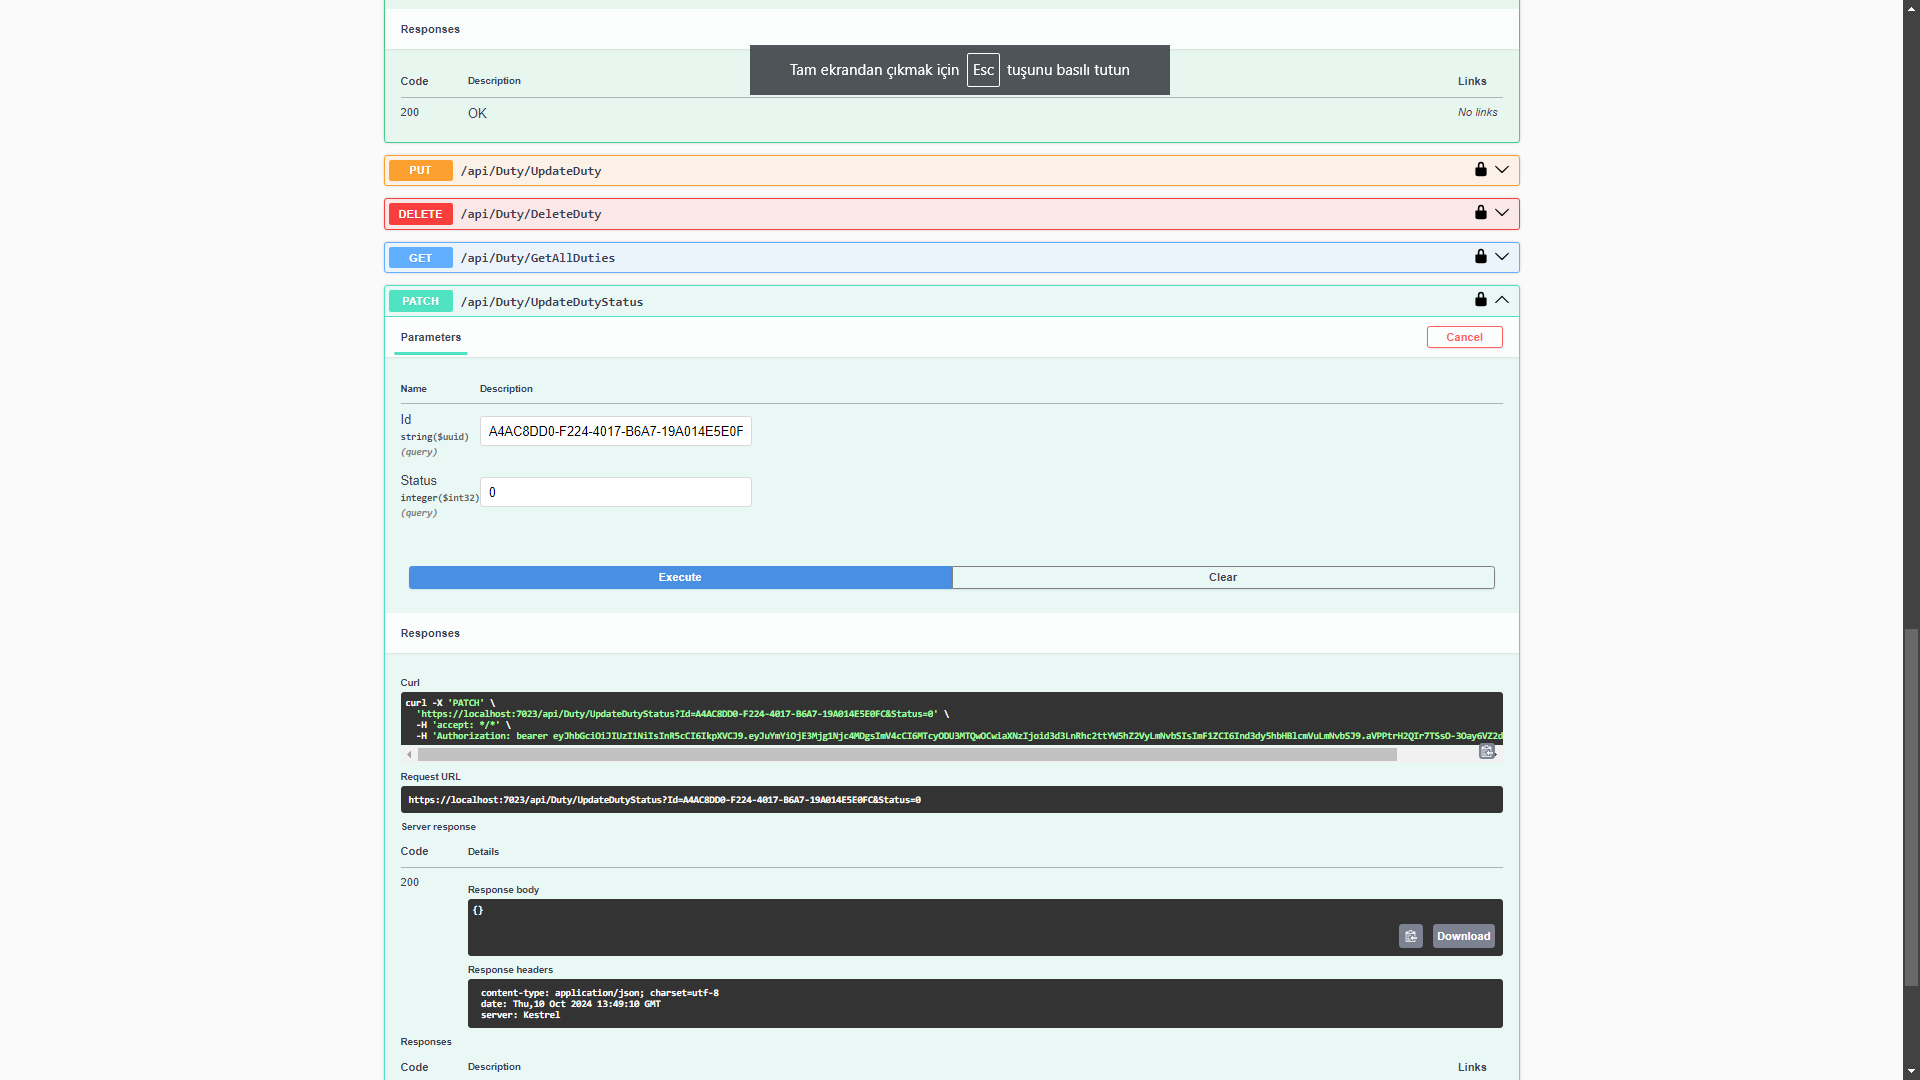 Responses
Tam ekrandan çıkmak için Esc tuşunu basılı tutun
Code Description Links
200 OK No links
PUT /api/Duty/UpdateDuty
DELETE /api/Duty/DeleteDuty
GET /api/Duty/GetAllDuties
PATCH /api/Duty/UpdateDutyStatus
Parameters Cancel
Name Description
Id
string($uuid)
(query)
A4AC8DD0-F224-4017-B6A7-19A014E5E0F
Status
integer($int32)
(query)
0
Execute Clear
Responses
Curl
curl -X 'PATCH' \
'https://localhost:7023/api/Duty/UpdateDutyStatus?Id=A4AC8DD0-F224-4017-B6A7-19A014E5E0FC&Status=0' \
-H 'accept: */*' \
-H 'Authorization: bearer
Request URL
https://localhost:7023/api/Duty/UpdateDutyStatus?Id=A4AC8DD0-F224-4017-B6A7-19A014E5E0FC&Status=0
Server response
Code Details
200
Response body
{}
Download
Response headers
content-type: application/json; charset=utf-8
date: Thu,10 Oct 2024 13:49:10 GMT
server: Kestrel
Responses
Code Description Links